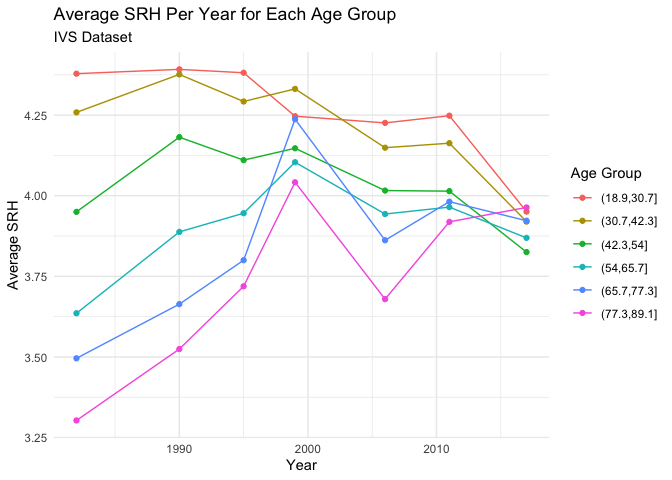 Average SRH Per Year for Each Age Group
IVS Dataset
4.25
4.00
3.75
3.50
3.25
Average SRH
1990
2000
2010
Year
Age Group
(18.9,30.7]
(30.7,42.3]
(42.3,54]
(54,65.7]
(65.7,77.3]
(77.3,89.1]